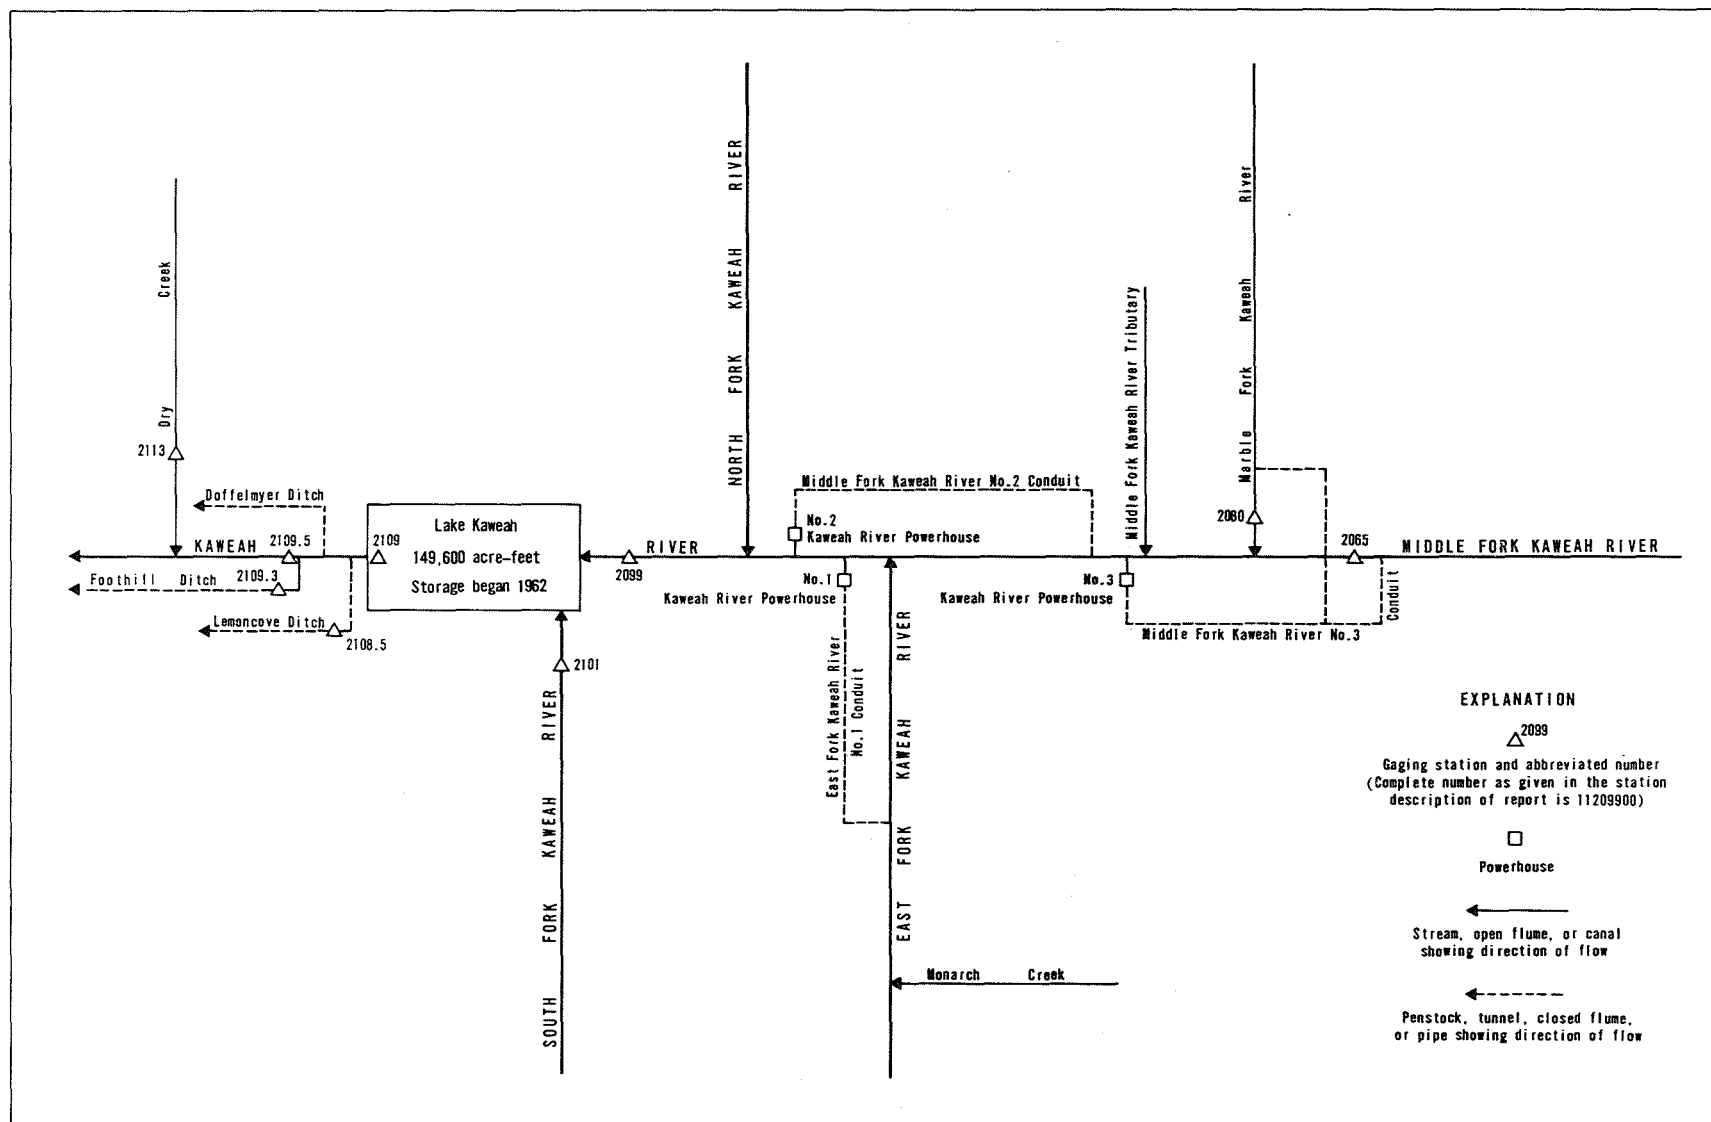 NORTH FORK KAWEAH RIVER
Middle Fork Kaweah River Tributary
Marble Fork Kaweah River
Dry Creek
2113
Doffelmyer Ditch
KAWEAH
2109.5
2109
Lake Kaweah
149,600 acre-feet
Storage began 1962
Foothill Ditch
2109.3
Lemoncove Ditch
2108.5
2101
SOUTH FORK KAWEAH RIVER
2099
RIVER
Middle Fork Kaweah River No.2 Conduit
No.2
Kaweah River Powerhouse
No.1
Kaweah River Powerhouse
East Fork Kaweah River
No.1 Conduit
EAST FORK KAWEAH RIVER
Monarch Creek
No.3
Kaweah River Powerhouse
Middle Fork Kaweah River No.3
Conduit
2060
2065
MIDDLE FORK KAWEAH RIVER
EXPLANATION
2099
Gaging station and abbreviated number
(Complete number as given in the station
description of report is 11209900)
Powerhouse
Stream, open flume, or canal
showing direction of flow
Penstock, tunnel, closed flume,
or pipe showing direction of flow